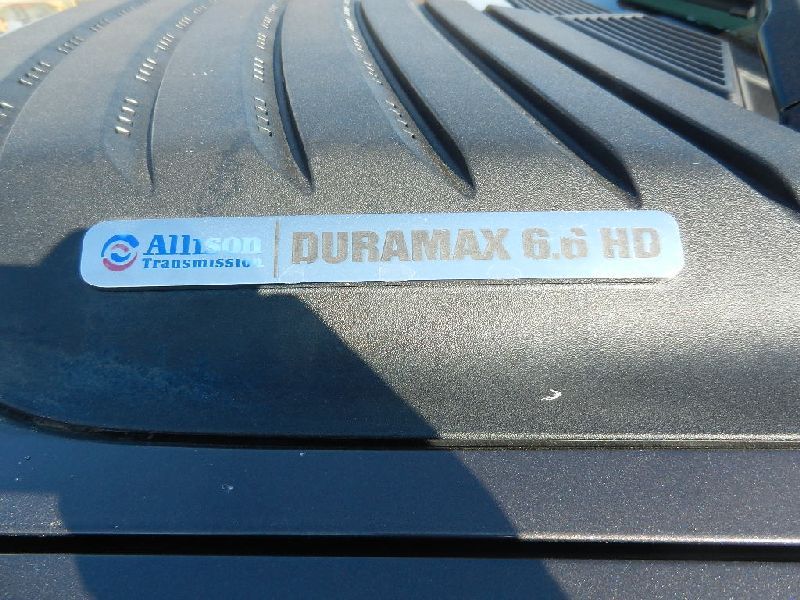 Allison
Transmission
DURAMAX 6.6 HD